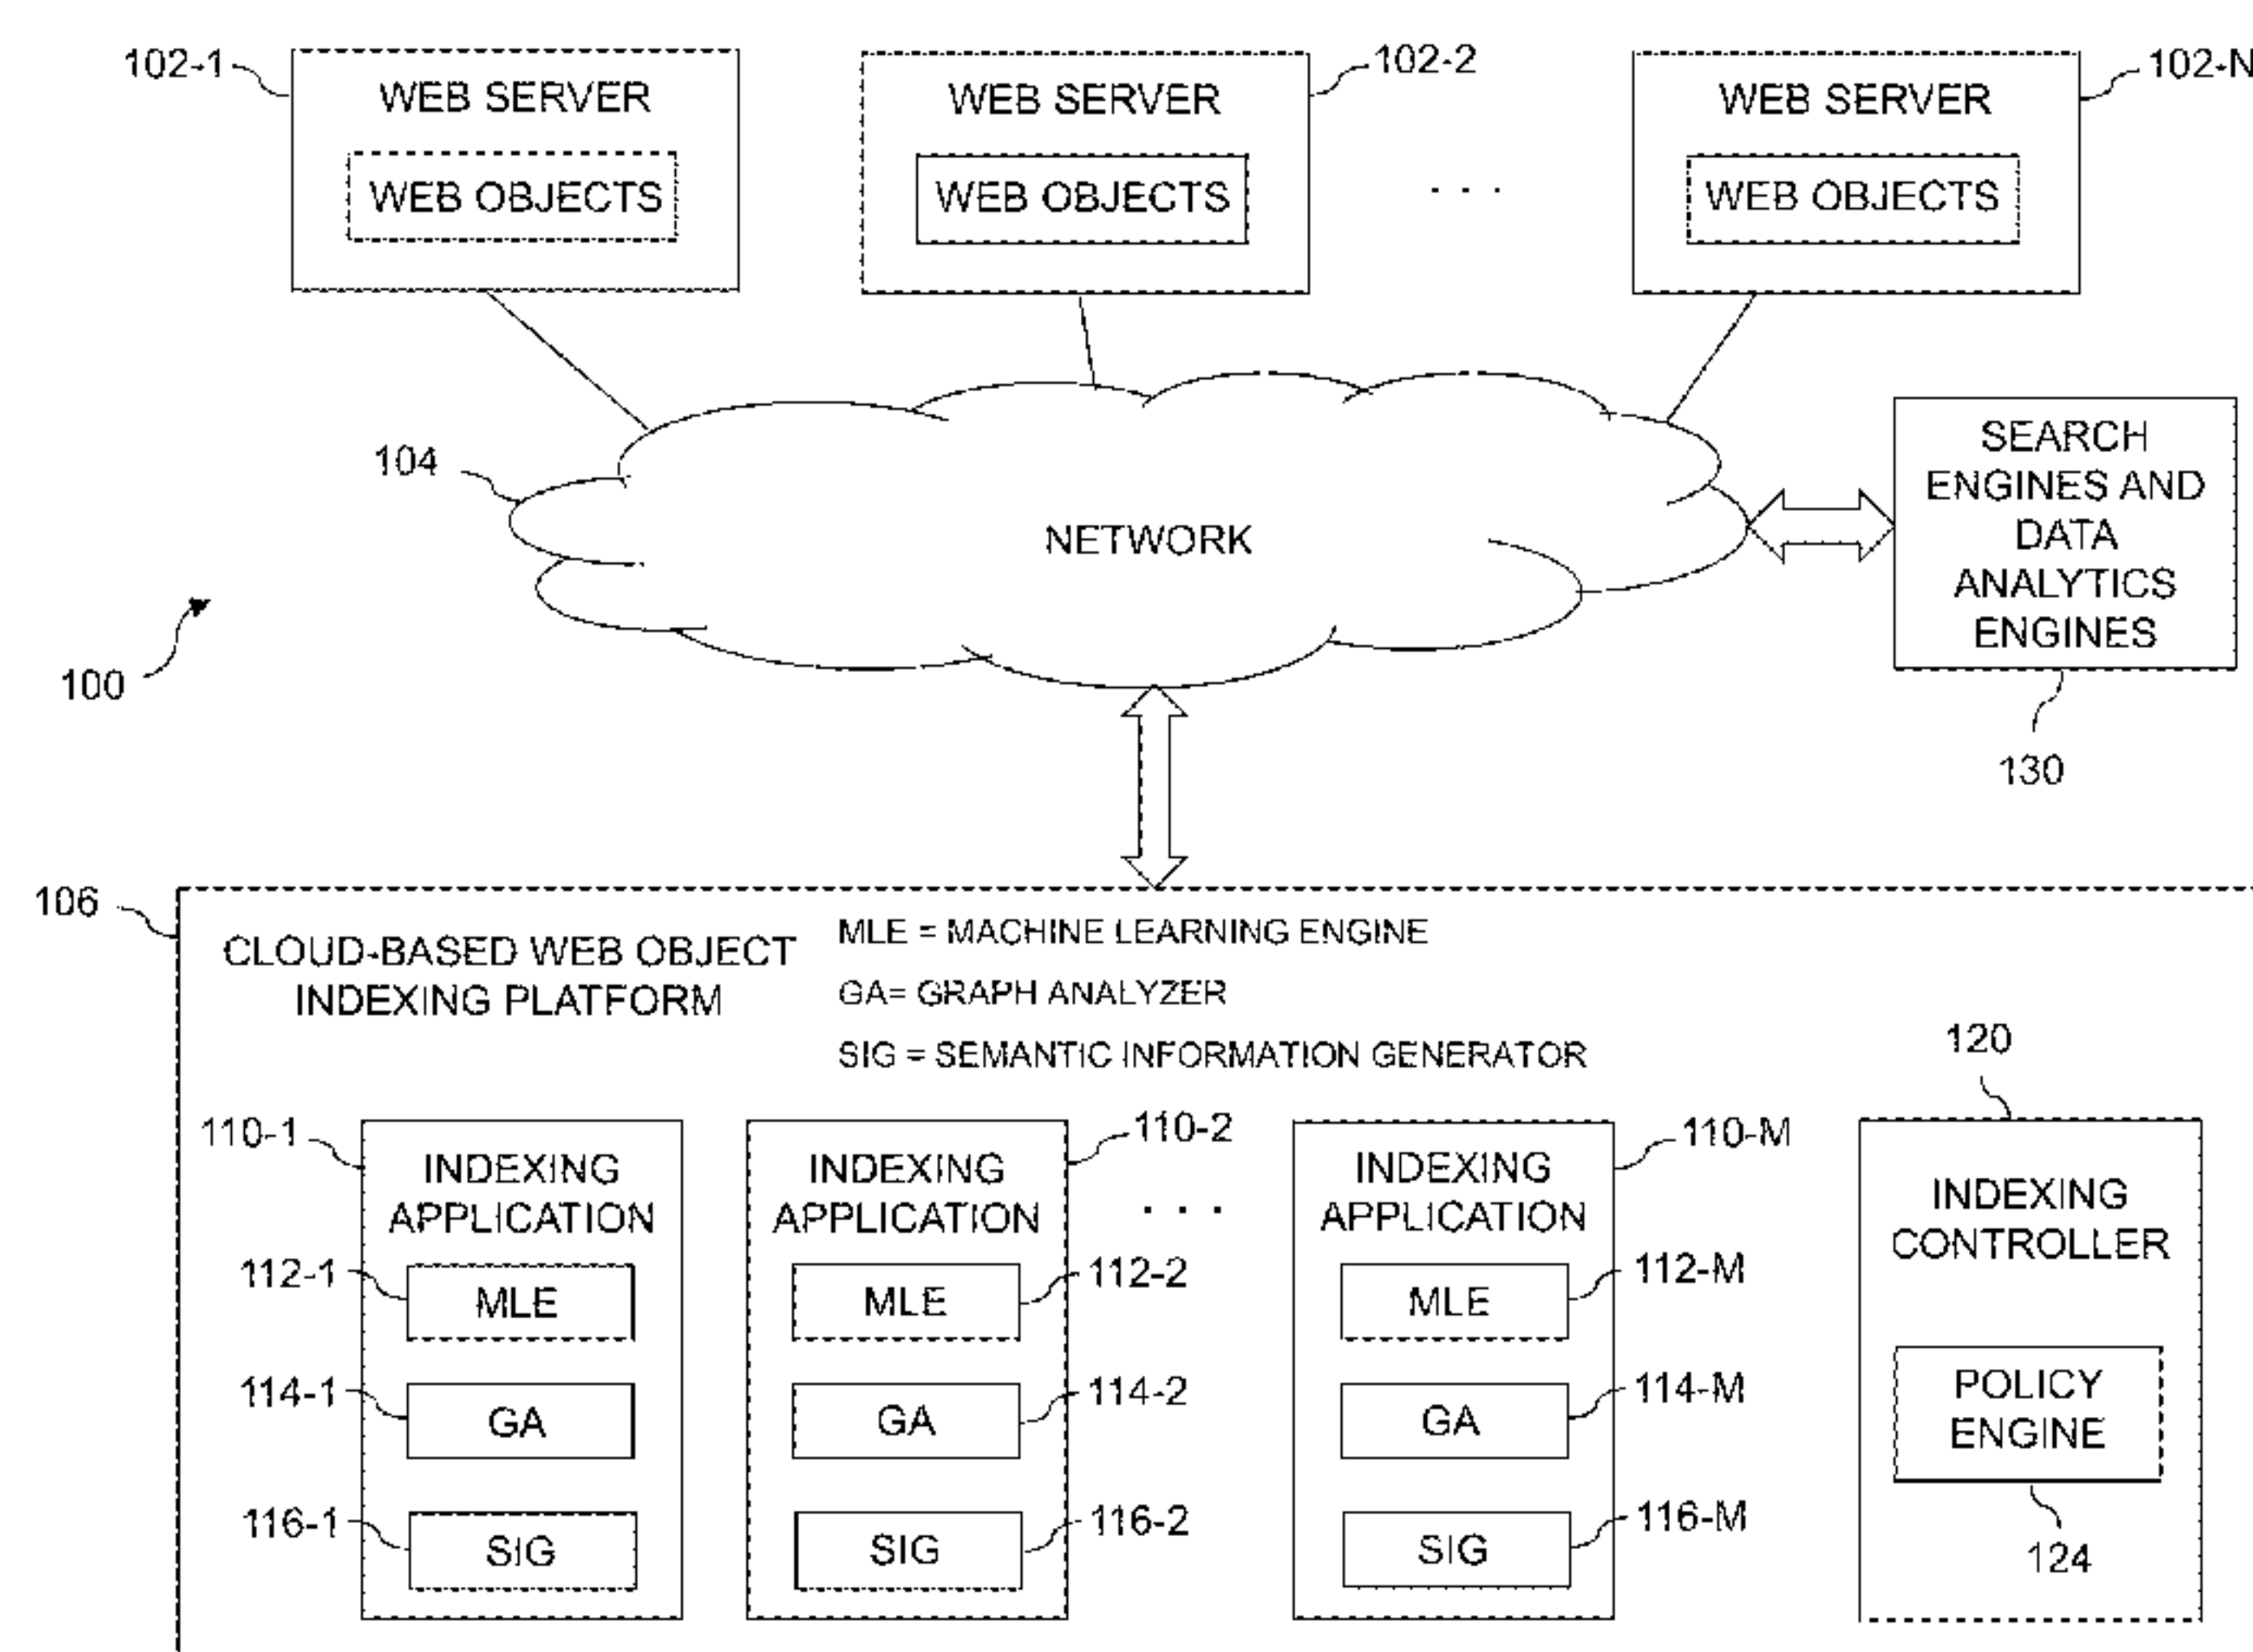 102-1
WEB SERVER
WEB OBJECTS
102-2
WEB SERVER
WEB OBJECTS
. . .
102-N
WEB SERVER
WEB OBJECTS
104
NETWORK
SEARCH
ENGINES AND
DATA
ANALYTICS
ENGINES
130
100
106
CLOUD-BASED WEB OBJECT
INDEXING PLATFORM
MLE = MACHINE LEARNING ENGINE
GA= GRAPH ANALYZER
SIG = SEMANTIC INFORMATION GENERATOR
110-1
INDEXING
APPLICATION
112-1
MLE
114-1
GA
116-1
SIG
110-2
INDEXING
APPLICATION
112-2
MLE
114-2
GA
116-2
SIG
. . .
110-M
INDEXING
APPLICATION
112-M
MLE
114-M
GA
116-M
SIG
120
INDEXING
CONTROLLER
POLICY
ENGINE
124